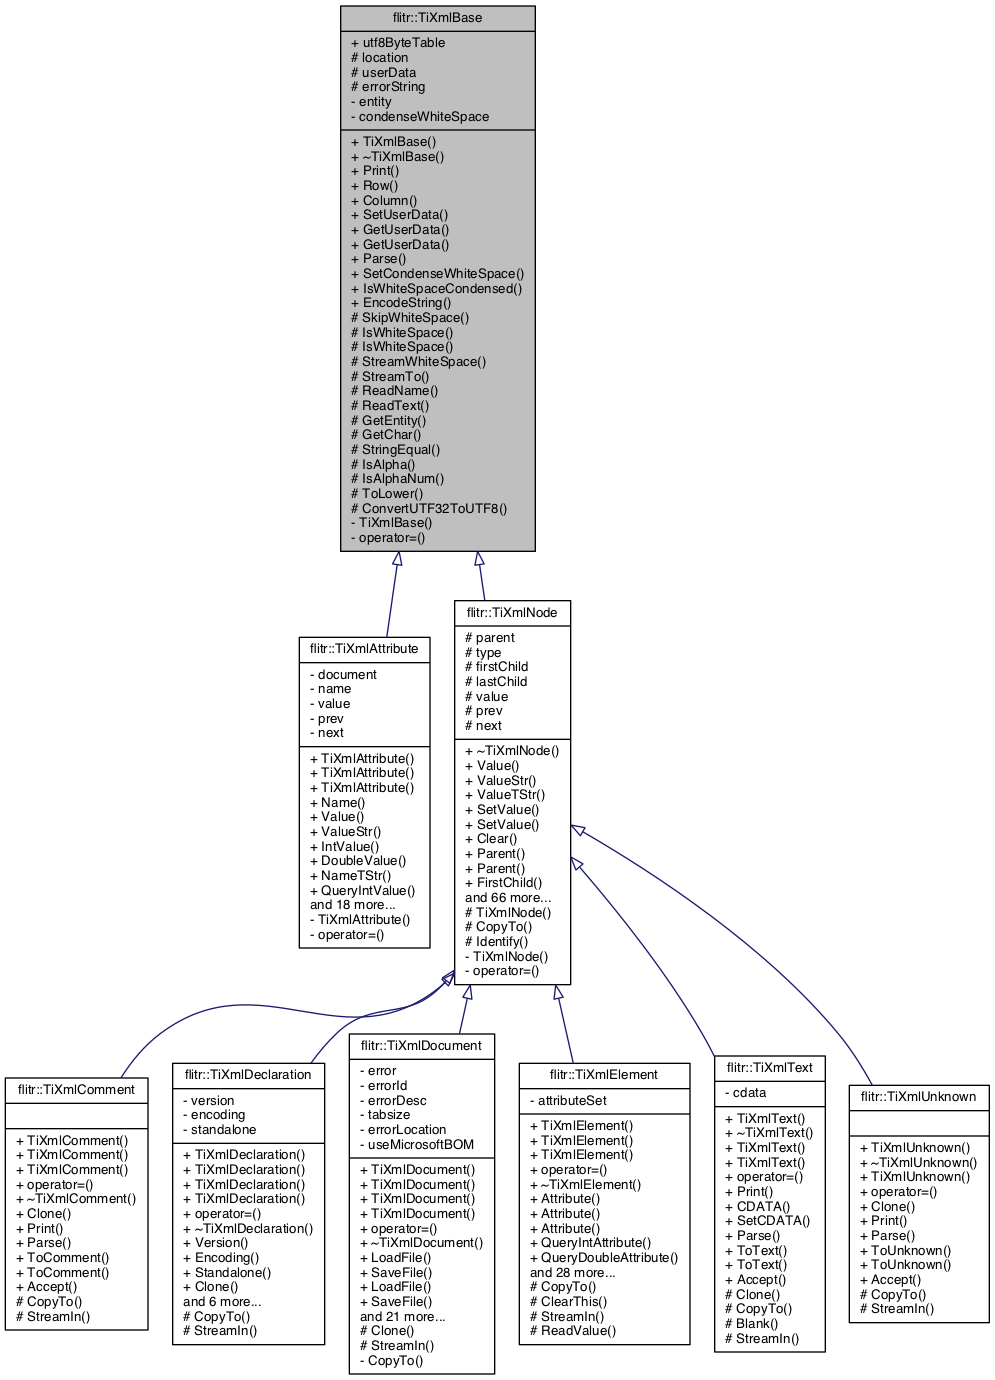 flitr::TiXmlBase
+ utf8ByteTable
# location
# userData
# errorString
- entity
- condenseWhiteSpace
+ TiXmlBase()
+ ~TiXmlBase()
+ Print()
+ Row()
+ Column()
+ SetUserData()
+ GetUserData()
+ GetUserData()
+ Parse()
+ SetCondenseWhiteSpace()
+ IsWhiteSpaceCondensed()
+ EncodeString()
# SkipWhiteSpace()
# IsWhiteSpace()
# IsWhiteSpace()
# StreamWhiteSpace()
# StreamTo()
# ReadName()
# ReadText()
# GetEntity()
# GetChar()
# StringEqual()
# IsAlpha()
# IsAlphaNum()
# ToLower()
# ConvertUTF32ToUTF8()
- TiXmlBase()
- operator=()
flitr::TiXmlAttribute
- document
- name
- value
- prev
- next
+ TiXmlAttribute()
+ TiXmlAttribute()
+ TiXmlAttribute()
+ Name()
+ Value()
+ ValueStr()
+ IntValue()
+ DoubleValue()
+ NameTStr()
+ QueryIntValue()
and 18 more...
- TiXmlAttribute()
- operator=()
flitr::TiXmlNode
# parent
# type
# firstChild
# lastChild
# value
# prev
# next
+ ~TiXmlNode()
+ Value()
+ ValueStr()
+ ValueTStr()
+ SetValue()
+ SetValue()
+ Clear()
+ Parent()
+ Parent()
+ FirstChild()
and 66 more...
# TiXmlNode()
# CopyTo()
# Identify()
- TiXmlNode()
- operator=()
flitr::TiXmlComment
+ TiXmlComment()
+ TiXmlComment()
+ TiXmlComment()
+ operator=()
+ ~TiXmlComment()
+ Clone()
+ Print()
+ Parse()
+ ToComment()
+ ToComment()
+ Accept()
# CopyTo()
# StreamIn()
flitr::TiXmlDeclaration
- version
- encoding
- standalone
+ TiXmlDeclaration()
+ TiXmlDeclaration()
+ TiXmlDeclaration()
+ TiXmlDeclaration()
+ operator=()
+ ~TiXmlDeclaration()
+ Version()
+ Encoding()
+ Standalone()
+ Clone()
and 6 more...
# CopyTo()
# StreamIn()
flitr::TiXmlDocument
- error
- errorId
- errorDesc
- tabsize
- errorLocation
- useMicrosoftBOM
+ TiXmlDocument()
+ TiXmlDocument()
+ TiXmlDocument()
+ TiXmlDocument()
+ operator=()
+ ~TiXmlDocument()
+ LoadFile()
+ SaveFile()
+ LoadFile()
+ SaveFile()
and 21 more...
# Clone()
# StreamIn()
- CopyTo()
flitr::TiXmlElement
- attributeSet
+ TiXmlElement()
+ TiXmlElement()
+ TiXmlElement()
+ operator=()
+ ~TiXmlElement()
+ Attribute()
+ Attribute()
+ Attribute()
+ QueryIntAttribute()
+ QueryDoubleAttribute()
and 28 more...
# CopyTo()
# ClearThis()
# StreamIn()
# ReadValue()
flitr::TiXmlText
- cdata
+ TiXmlText()
+ ~TiXmlText()
+ TiXmlText()
+ TiXmlText()
+ operator=()
+ Print()
+ CDATA()
+ SetCDATA()
+ Parse()
+ ToText()
+ ToText()
+ Accept()
# Clone()
# CopyTo()
# Blank()
# StreamIn()
flitr::TiXmlUnknown
+ TiXmlUnknown()
+ ~TiXmlUnknown()
+ TiXmlUnknown()
+ operator=()
+ Clone()
+ Print()
+ Parse()
+ ToUnknown()
+ ToUnknown()
+ Accept()
# CopyTo()
# StreamIn()